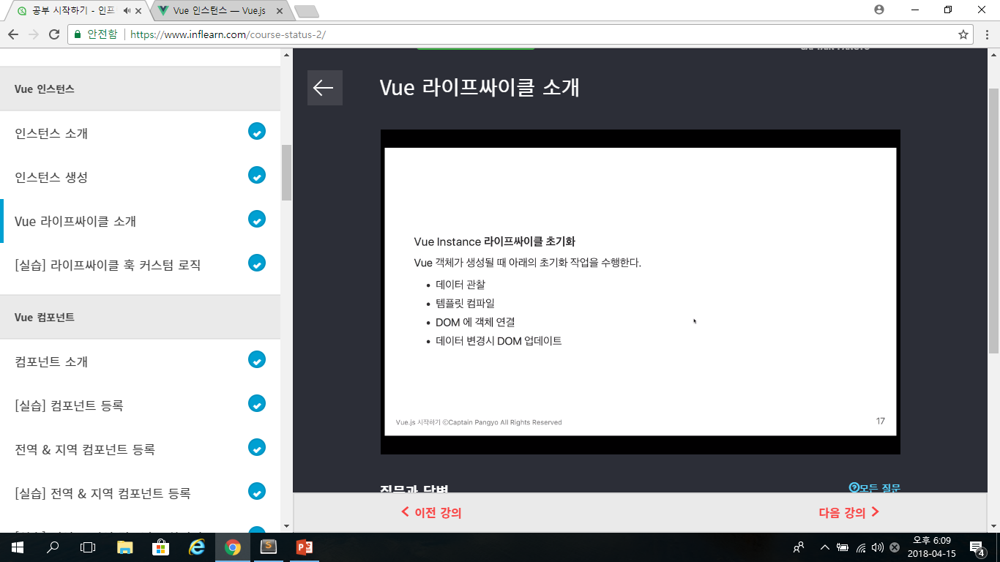 공부 시작하기 - 인프
Vue 인스턴스 — Vue.js
안전함 https://www.inflearn.com/course-status-2/
Vue 인스턴스
인스턴스 소개
인스턴스 생성
Vue 라이프싸이클 소개
[실습] 라이프싸이클 훅 커스텀 로직
Vue 컴포넌트
컴포넌트 소개
[실습] 컴포넌트 등록
전역 & 지역 컴포넌트 등록
[실습] 전역 & 지역 컴포넌트 등록
Vue 라이프싸이클 소개
Vue Instance 라이프싸이클 초기화
Vue 객체가 생성될 때 아래의 초기화 작업을 수행한다.
• 데이터 관찰
• 템플릿 컴파일
• DOM 에 객체 연결
• 데이터 변경시 DOM 업데이트
Vue.js 시작하기 ©Captain Pangyo All Rights Reserved
17
질문과 답변
모든 질문
이전 강의
다음 강의
오후 6:09
2018-04-15
4